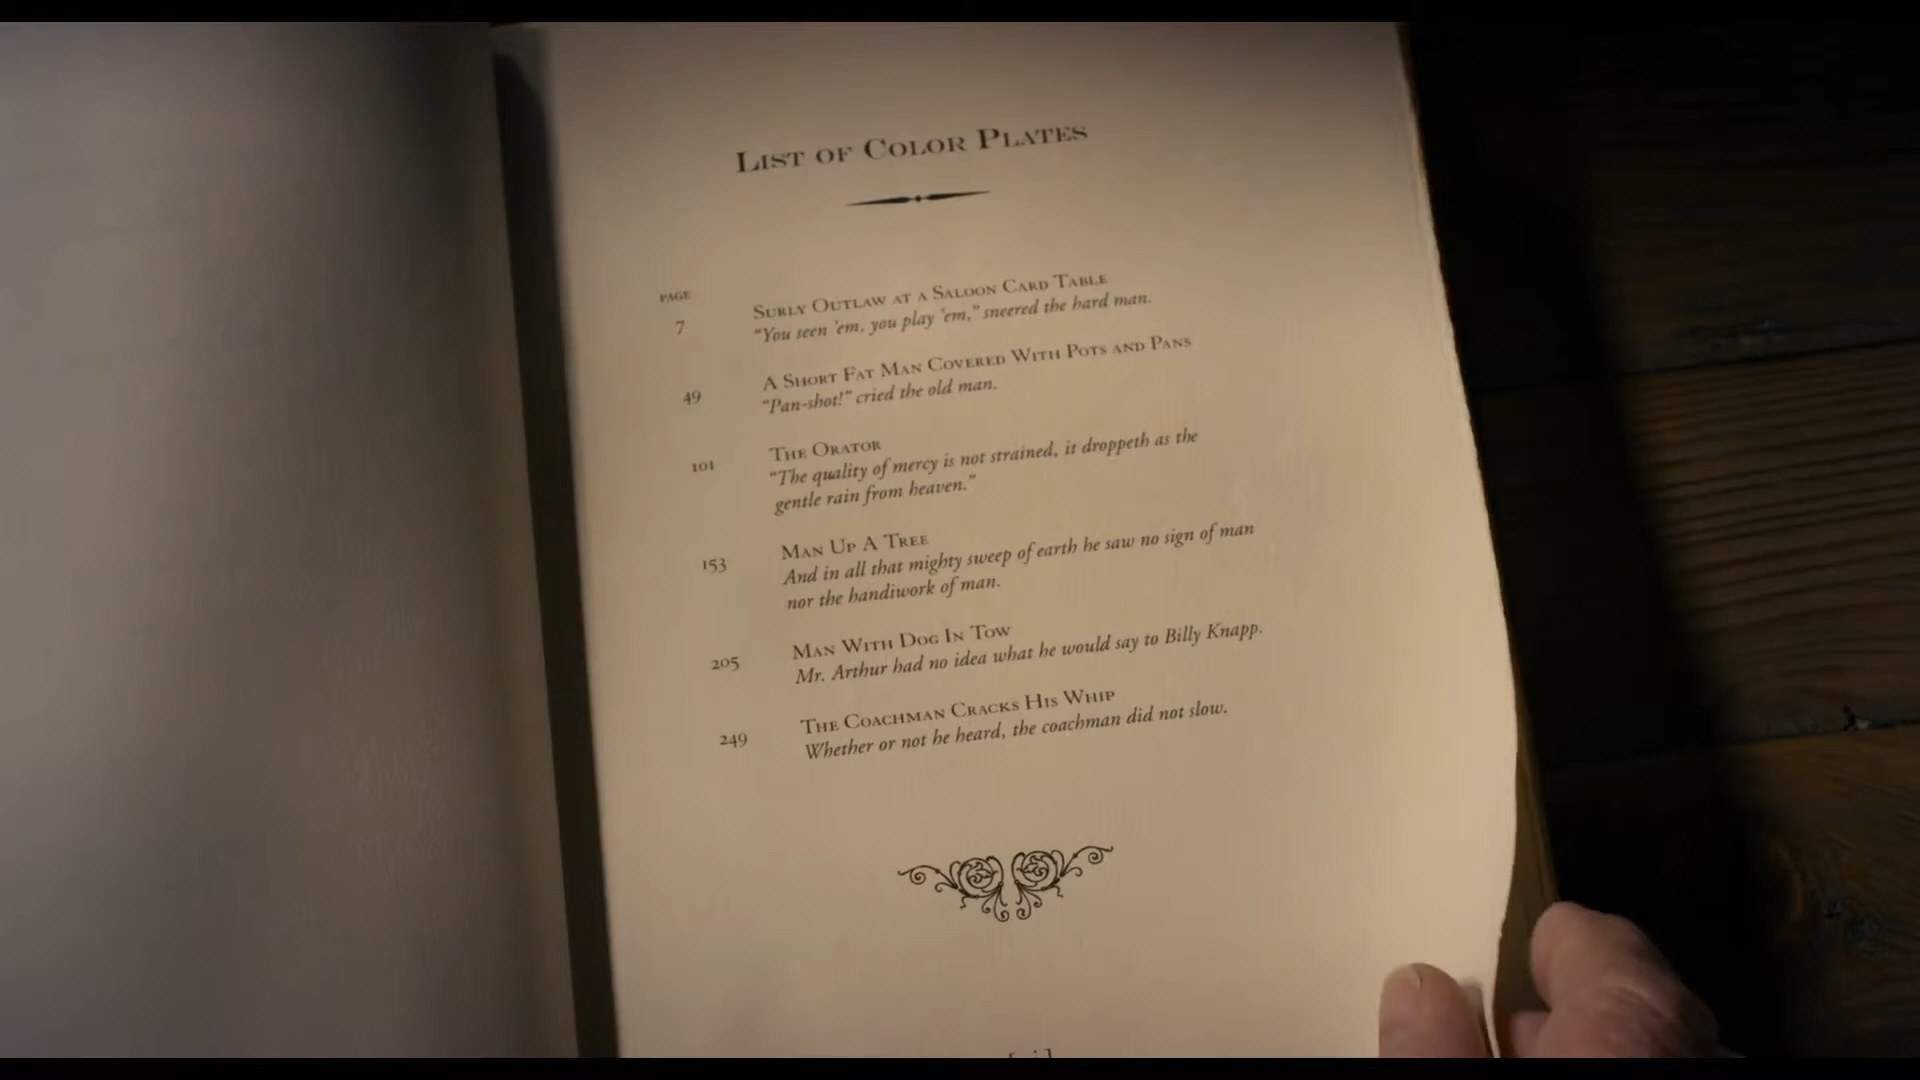 List of Color Plates
PAGE
7 Surly Outlaw at a Saloon Card Table
"You seen 'em, you play 'em," sneered the hard man.
49 A Short Fat Man Covered With Pots and Pans
"Pan-shot!" cried the old man.
101 The Orator
"The quality of mercy is not strained, it droppeth as the
gentle rain from heaven."
153 Man Up A Tree
And in all that mighty sweep of earth he saw no sign of man
nor the handiwork of man.
205 Man With Dog In Tow
Mr. Arthur had no idea what he would say to Billy Knapp.
249 The Coachman Cracks His Whip
Whether or not he heard, the coachman did not slow.